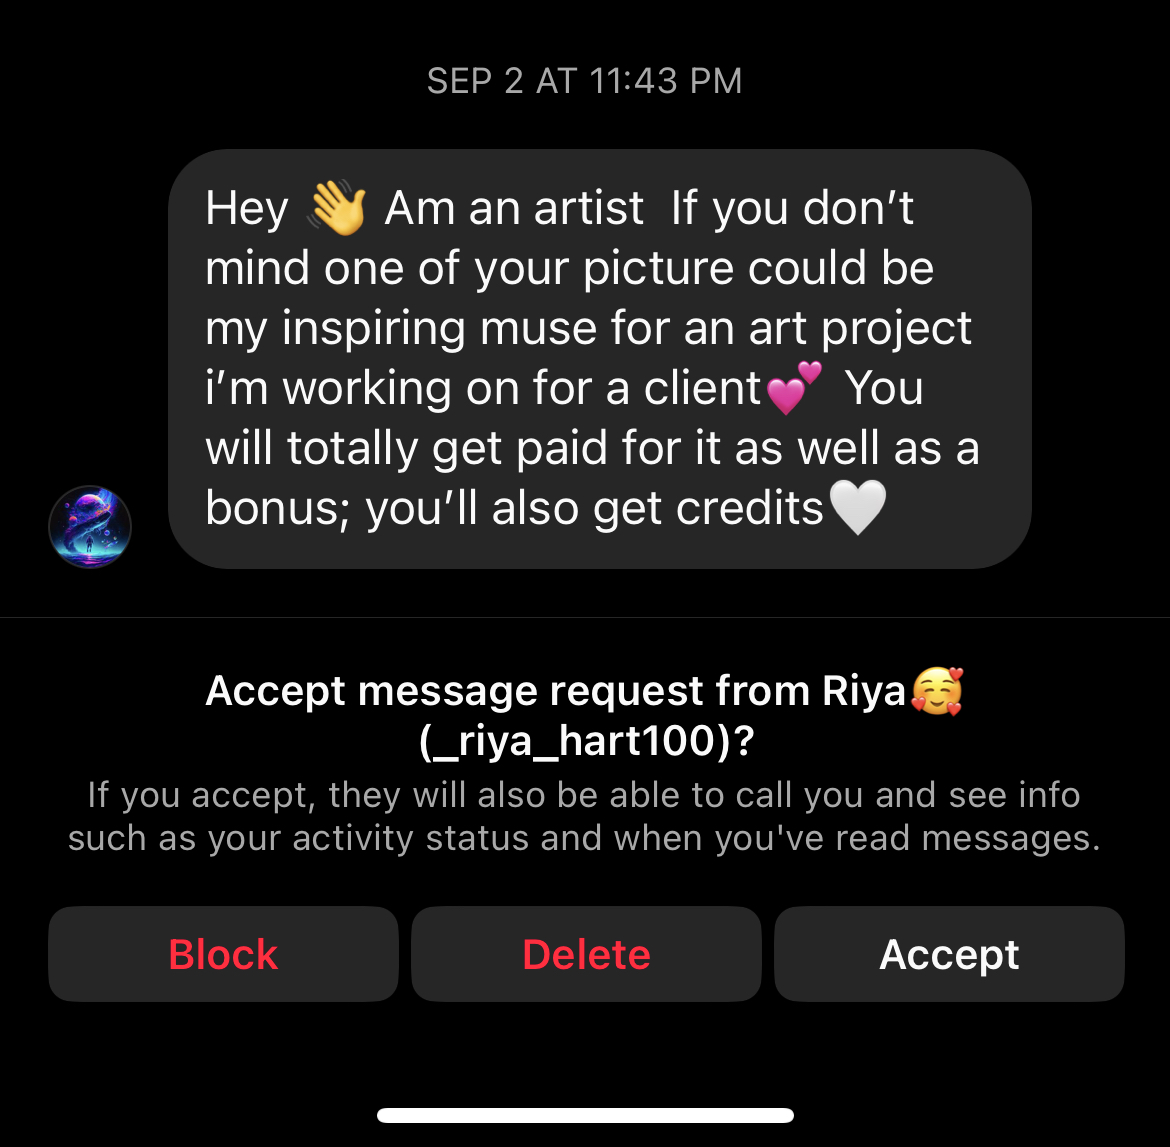 SEP 2 AT 11:43 PM
Hey 👋 Am an artist  If you don’t
mind one of your picture could be
my inspiring muse for an art project
i’m working on for a client💕 You
will totally get paid for it as well as a
bonus; you’ll also get credits🤍
Accept message request from Riya🥰
(_riya_hart100)?
If you accept, they will also be able to call you and see info
such as your activity status and when you've read messages.
Block Delete Accept